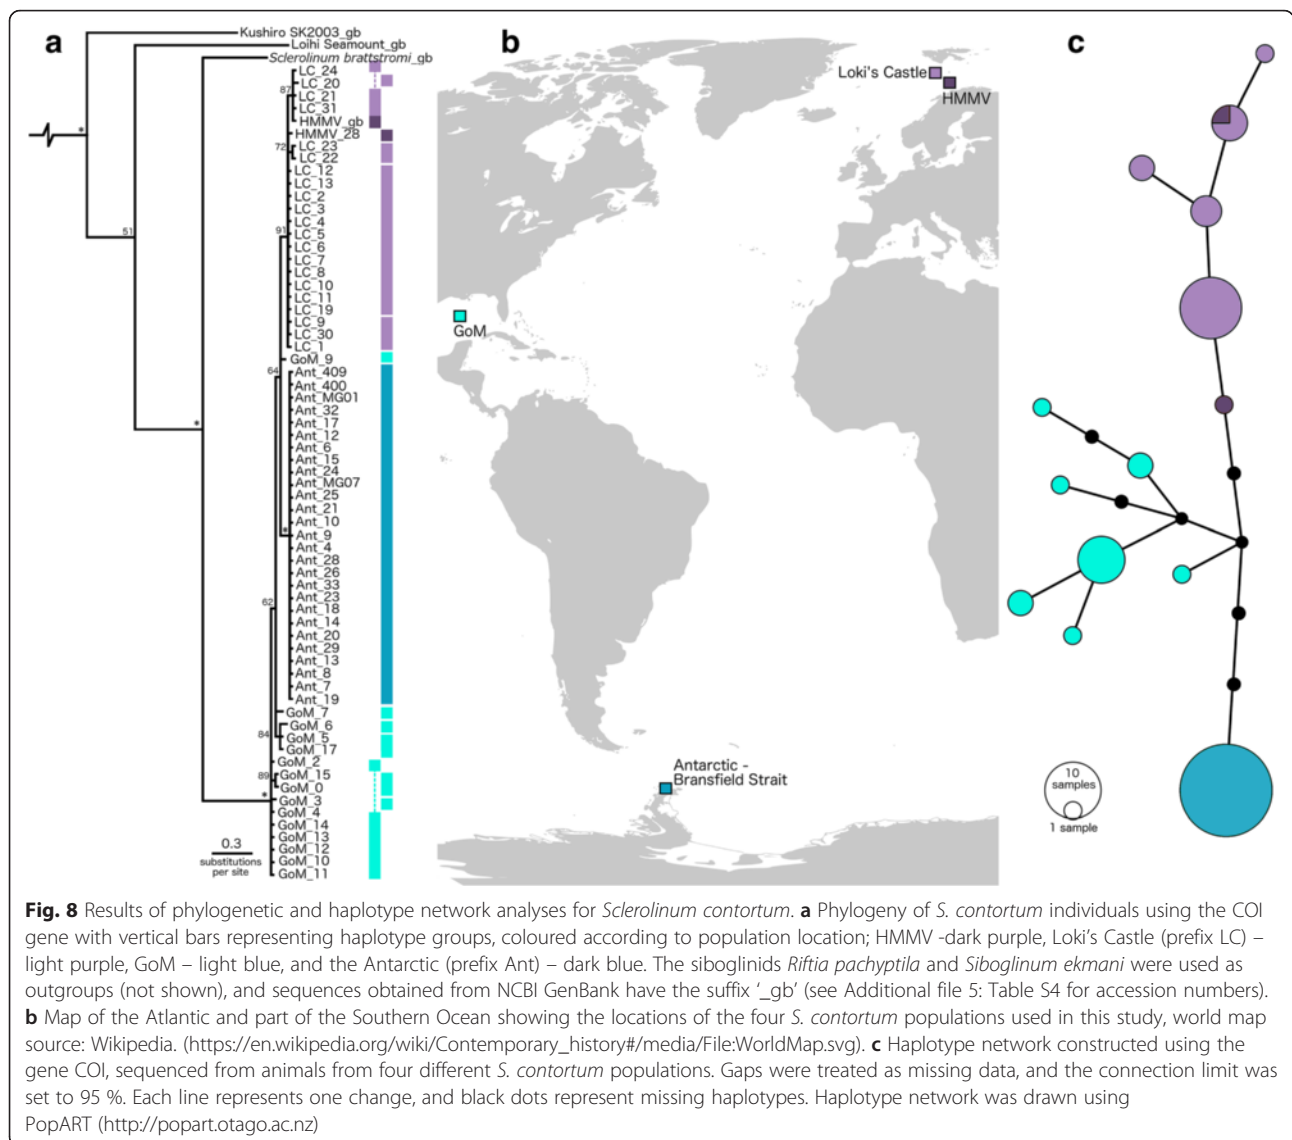 a
Kushiro SK2003_gb
Loihi Seamount_gb
Sclerolinum brattstromi_gb
LC_24
LC_20
87
LC_21
LC_31
HMMV_gb
*
HMMV_28
72
LC_23
LC_22
LC_12
LC_13
LC_2
LC_3
LC_4
51
91
LC_5
LC_6
LC_7
LC_8
LC_10
LC_11
LC_19
LC_9
LC_30
LC_1
GoM_9
64
Ant_409
Ant_400
Ant_MG01
Ant_32
Ant_17
*
Ant_12
Ant_6
Ant_15
Ant_24
Ant_MG07
Ant_25
Ant_21
Ant_10
*
Ant_9
Ant_4
Ant_28
Ant_26
Ant_33
Ant_23
62
Ant_18
Ant_14
Ant_20
Ant_29
Ant_13
Ant_8
Ant_7
Ant_19
GoM_7
GoM_6
84
GoM_5
GoM_17
GoM_2
89
GoM_15
GoM_0
*
GoM_3
GoM_4
GoM_14
GoM_13
GoM_12
GoM_10
GoM_11
0.3
substitutions
per site
b
Loki's Castle
HMMV
GoM
Antarctic -
Bransfield Strait
c
10
samples
1 sample
Fig. 8 Results of phylogenetic and haplotype network analyses for Sclerolinum contortum. a Phylogeny of S. contortum individuals using the COI
gene with vertical bars representing haplotype groups, coloured according to population location; HMMV -dark purple, Loki’s Castle (prefix LC) –
light purple, GoM – light blue, and the Antarctic (prefix Ant) – dark blue. The siboglinids Riftia pachyptila and Siboglinum ekmani were used as
outgroups (not shown), and sequences obtained from NCBI GenBank have the suffix ‘_gb’ (see Additional file 5: Table S4 for accession numbers).
b Map of the Atlantic and part of the Southern Ocean showing the locations of the four S. contortum populations used in this study, world map
source: Wikipedia. (https://en.wikipedia.org/wiki/Contemporary_history#/media/File:WorldMap.svg). c Haplotype network constructed using the
gene COI, sequenced from animals from four different S. contortum populations. Gaps were treated as missing data, and the connection limit was
set to 95 %. Each line represents one change, and black dots represent missing haplotypes. Haplotype network was drawn using
PopART (http://popart.otago.ac.nz)